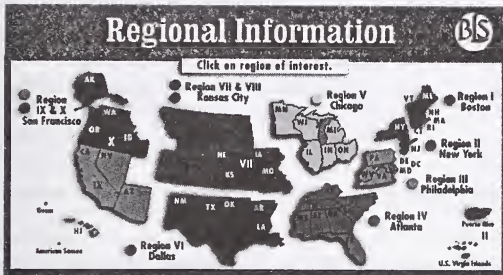 Regional Information
BLS
Click on region of interest.
AK
Region
IX & X
San Francisco
WA
OR
X
ID
CA
NV
IX
AZ
Guam
HI
American Samoa
Region VII & VIII
Kansas City
NE
IA
VII
KS
MO
NM
TX
OK
AR
LA
Region VI
Dallas
Region V
Chicago
MN
WI
MI
IL
IN
OH
Region IV
Atlanta
VT
ME
NH
MA
RI
NY
CT
NJ
PA
DE
DC
MD
Region I
Boston
Region II
New York
Region III
Philadelphia
Puerto Rico
II
U.S. Virgin Islands